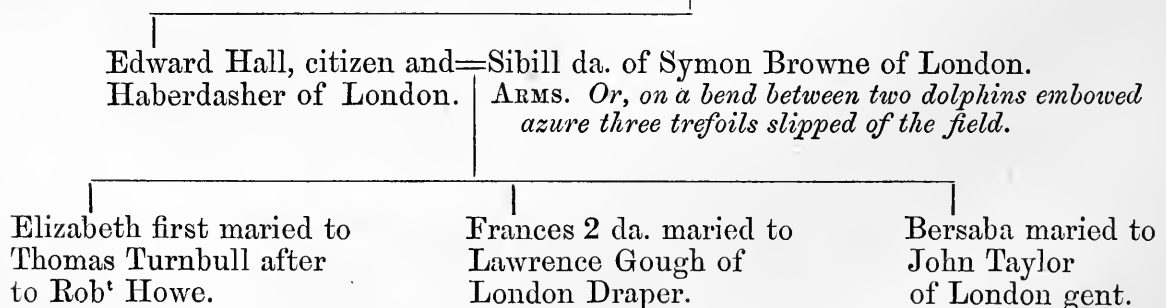 Edward Hall, citizen and=Sibill da. of Symon Browne of London.
Haberdasher of London. ARMS. Or, on a bend between two dolphins embowed
azure three trefoils slipped of the field.
Elizabeth first maried to
Thomas Turnbull after
to Robᵗ Howe.
Frances 2 da. maried to
Lawrence Gough of
London Draper.
Bersaba maried to
John Taylor
of London gent.